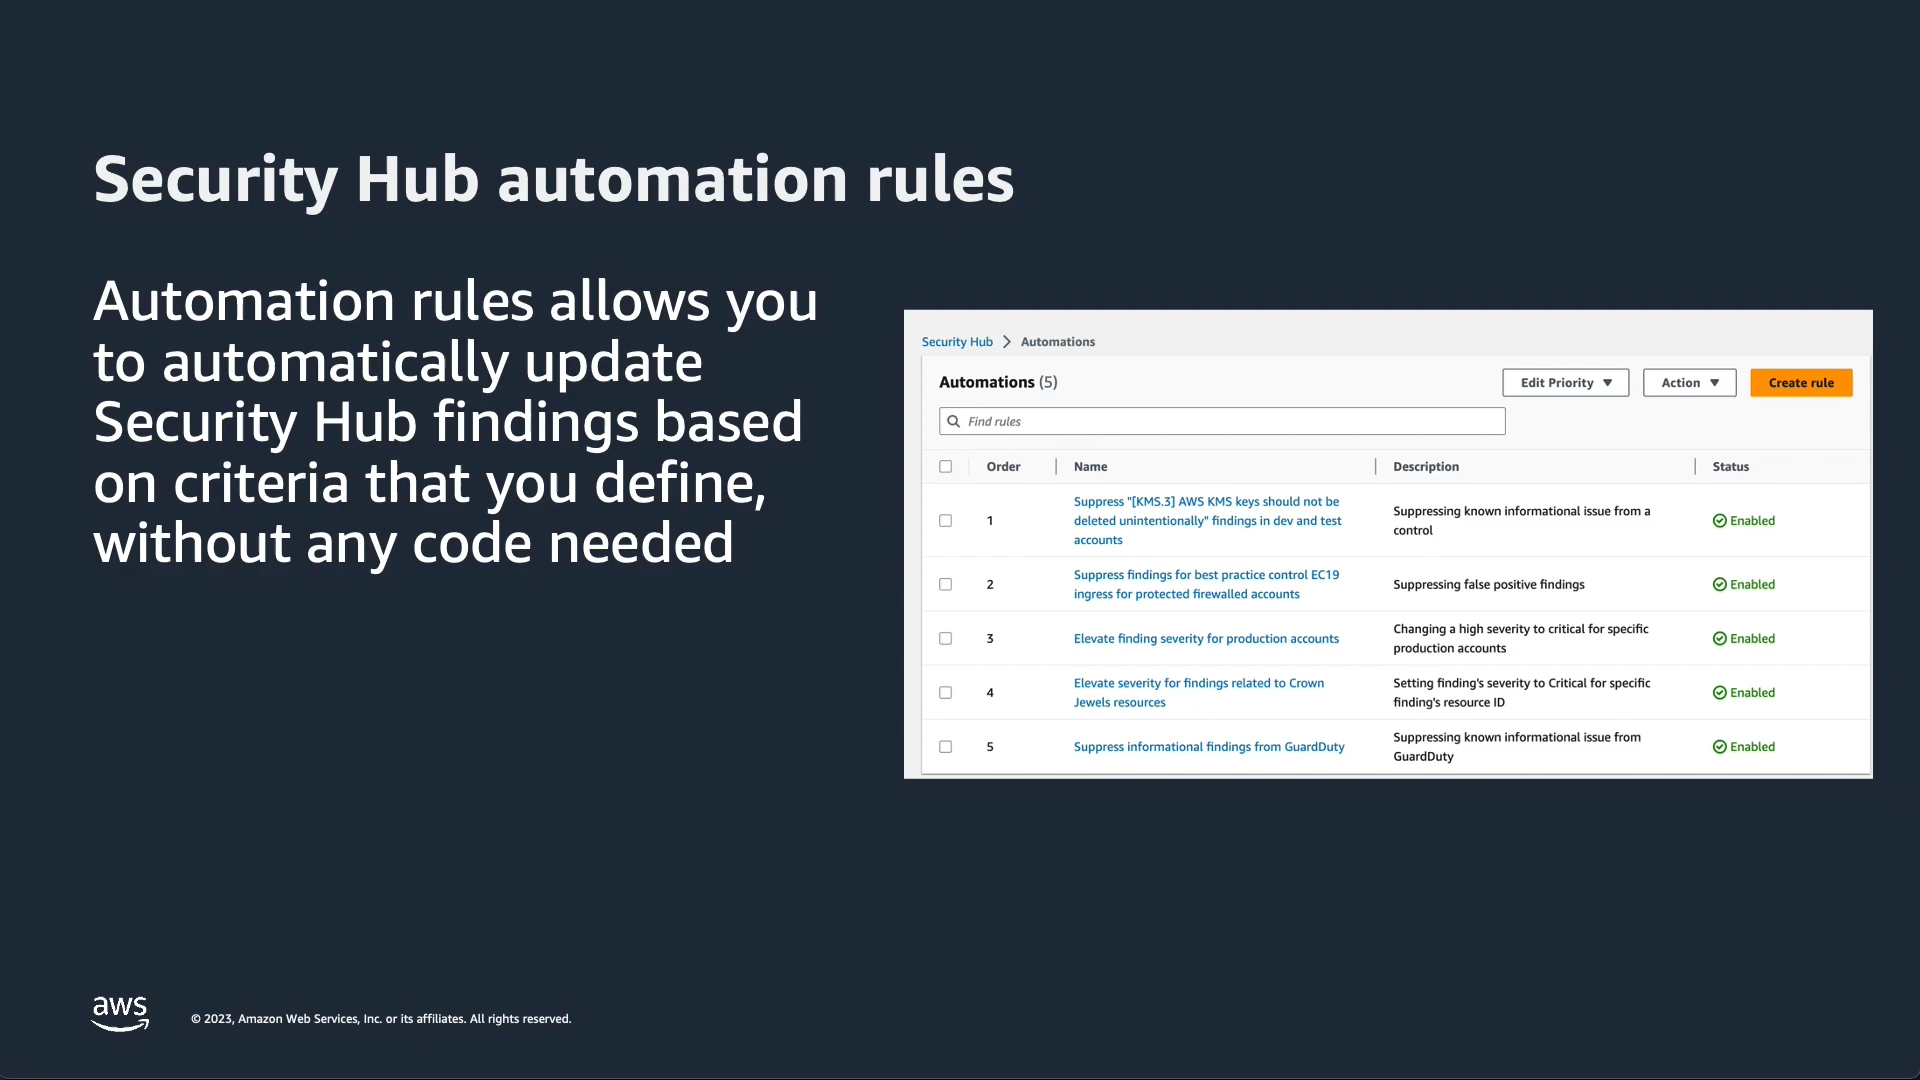 Security Hub automation rules
Automation rules allows you
to automatically update
Security Hub findings based
on criteria that you define,
without any code needed
Security Hub > Automations
Automations (5)
Edit Priority ▼
Action ▼
Create rule
Find rules
Order
Name
Description
Status
1
Suppress "[KMS.3] AWS KMS keys should not be
deleted unintentionally" findings in dev and test
accounts
Suppressing known informational issue from a
control
Enabled
2
Suppress findings for best practice control EC19
ingress for protected firewalled accounts
Suppressing false positive findings
Enabled
3
Elevate finding severity for production accounts
Changing a high severity to critical for specific
production accounts
Enabled
4
Elevate severity for findings related to Crown
Jewels resources
Setting finding's severity to Critical for specific
finding's resource ID
Enabled
5
Suppress informational findings from GuardDuty
Suppressing known informational issue from
GuardDuty
Enabled
aws
© 2023, Amazon Web Services, Inc. or its affiliates. All rights reserved.